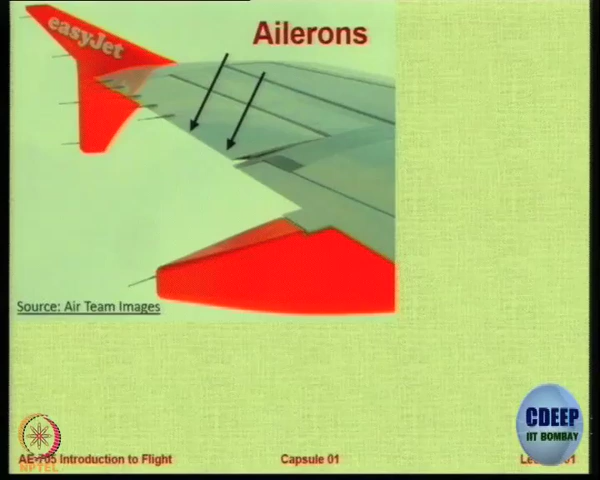 Ailerons
easyJet
Source: Air Team Images
CDEEP
IIT BOMBAY
NPTEL
AE-705 Introduction to Flight
Capsule 01